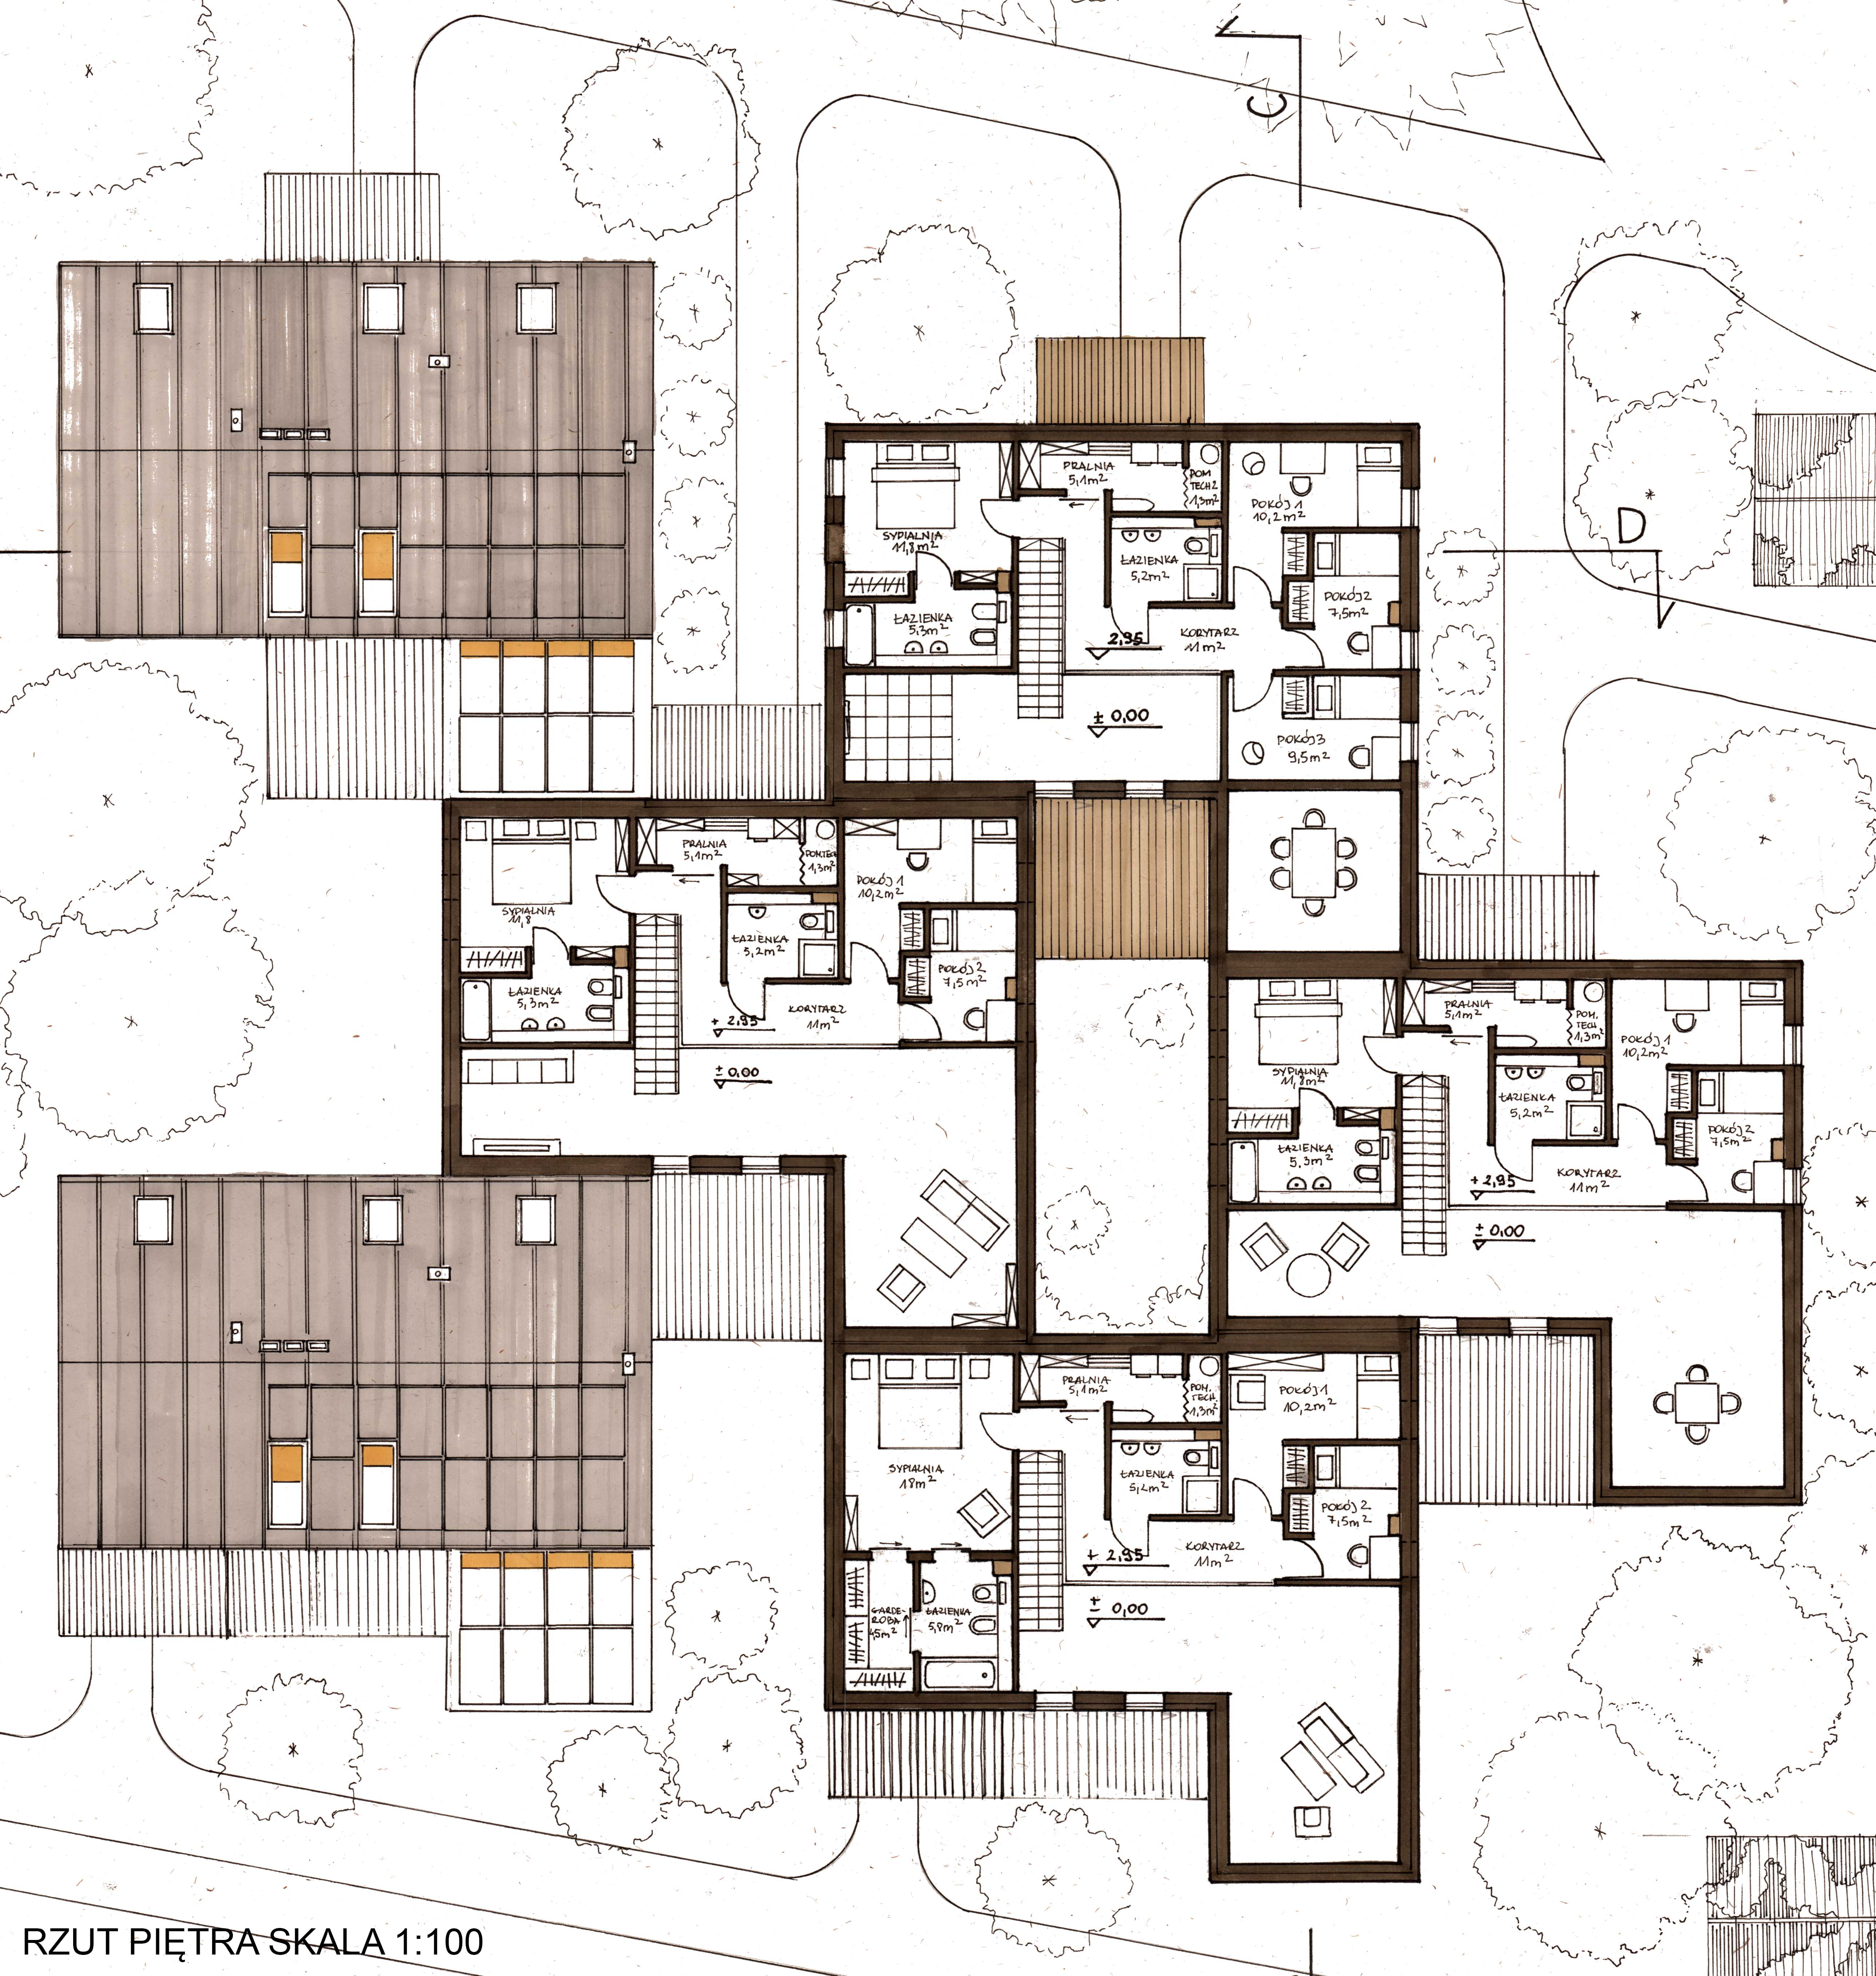 C
D
PRALNIA
5,1m²
POM
TECH2
1,3m²
POKÓJ 1
10,2m²
SYPIALNIA
11,8m²
ŁAZIENKA
5,2m²
POKÓJ 2
7,5m²
ŁAZIENKA
5,3m²
2,95
KORYTARZ
11m²
± 0,00
POKÓJ 3
9,5m²
PRALNIA
5,1m²
POM.TECH
1,3m²
POKÓJ 1
10,2m²
SYPIALNIA
11,8
ŁAZIENKA
5,2m²
POKÓJ 2
7,5m²
ŁAZIENKA
5,3m²
+ 2,95
KORYTARZ
11m²
± 0,00
PRALNIA
5,1m²
POM.
TECH
1,3m²
POKÓJ 1
10,2m²
SYPIALNIA
11,8m²
ŁAZIENKA
5,2m²
POKÓJ 2
7,5m²
ŁAZIENKA
5,3m²
+ 2,95
KORYTARZ
11m²
± 0,00
PRALNIA
5,1m²
POM.
TECH.
1,3m²
POKÓJ 1
10,2m²
SYPIALNIA
18m²
ŁAZIENKA
5,2m²
POKÓJ 2
7,5m²
+ 2,95
KORYTARZ
11m²
GARDE-
ROBA
4,5m²
ŁAZIENKA
5,8m²
± 0,00
RZUT PIĘTRA SKALA 1:100